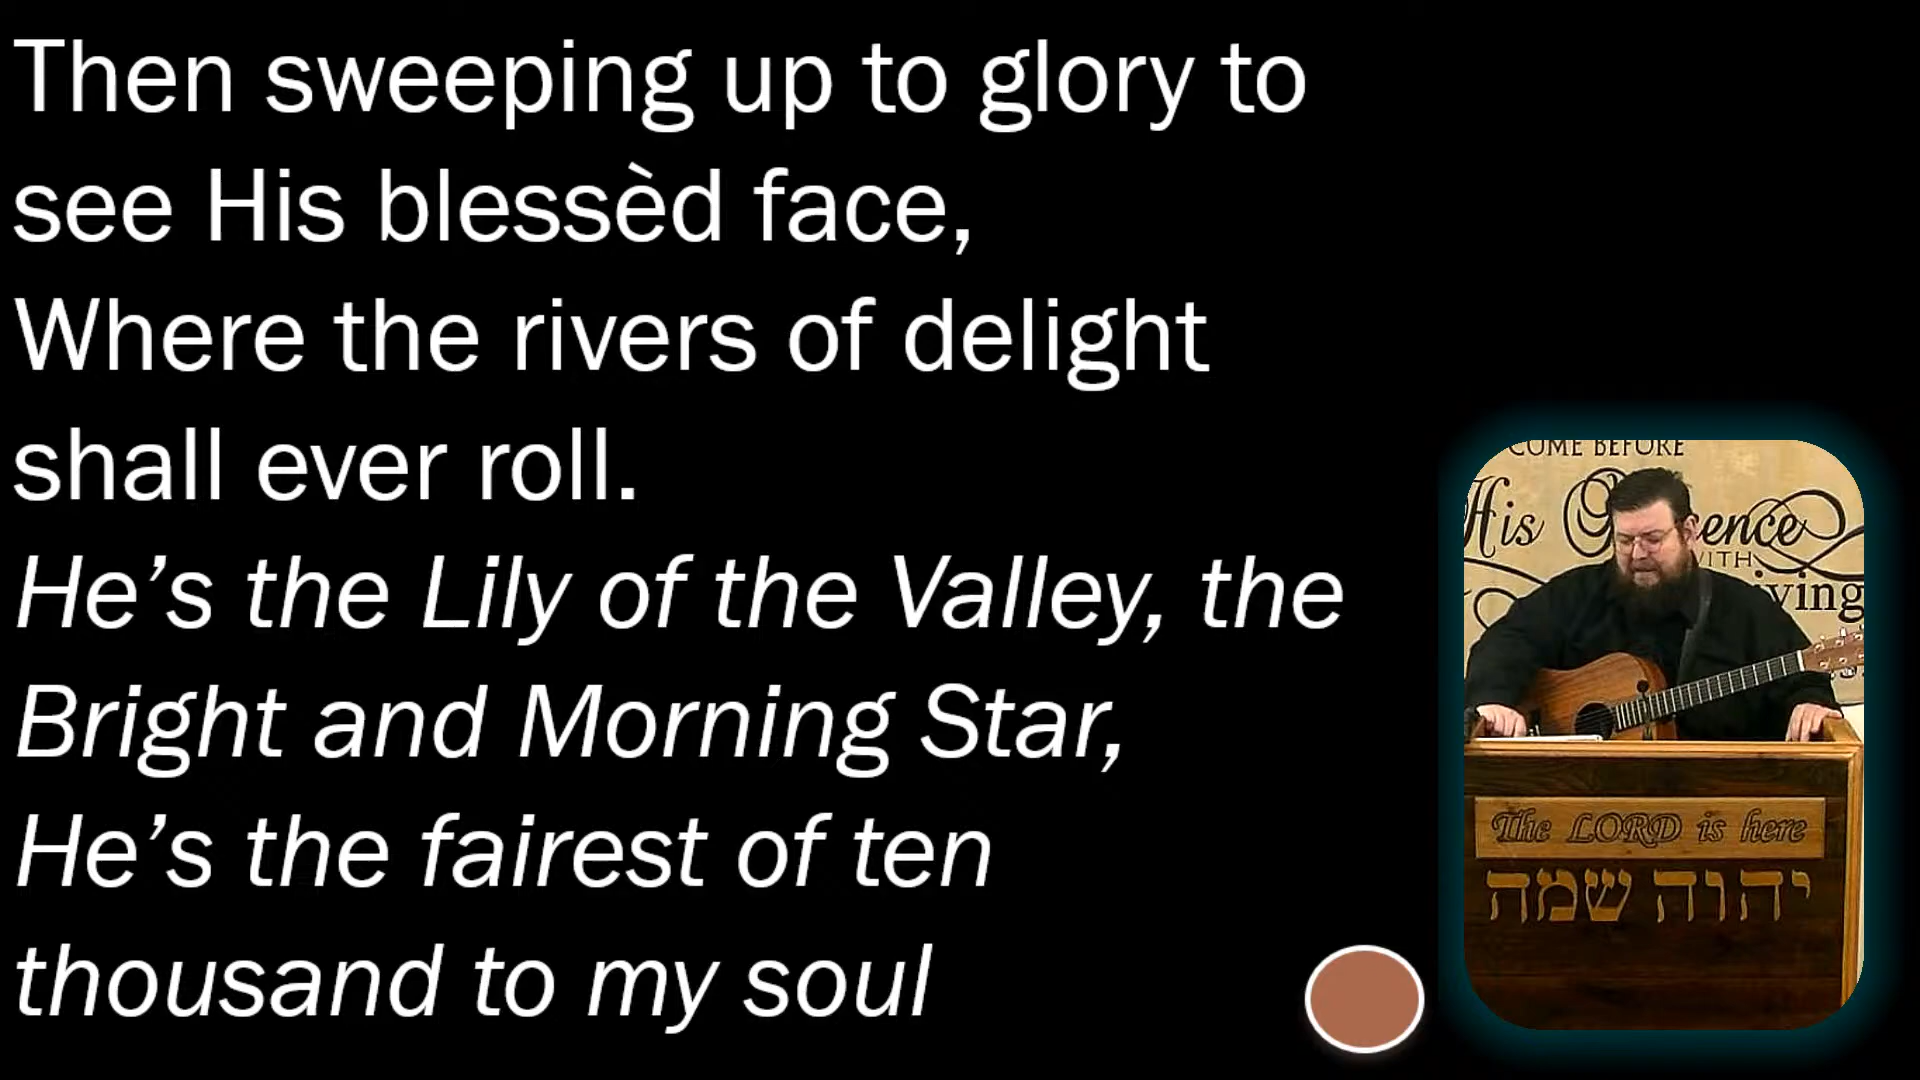 Then sweeping up to glory to
see His blessèd face,
Where the rivers of delight
shall ever roll.
He’s the Lily of the Valley, the
Bright and Morning Star,
He’s the fairest of ten
thousand to my soul
COME BEFORE
His
ence
WITH
The LORD is here
יהוה שמה